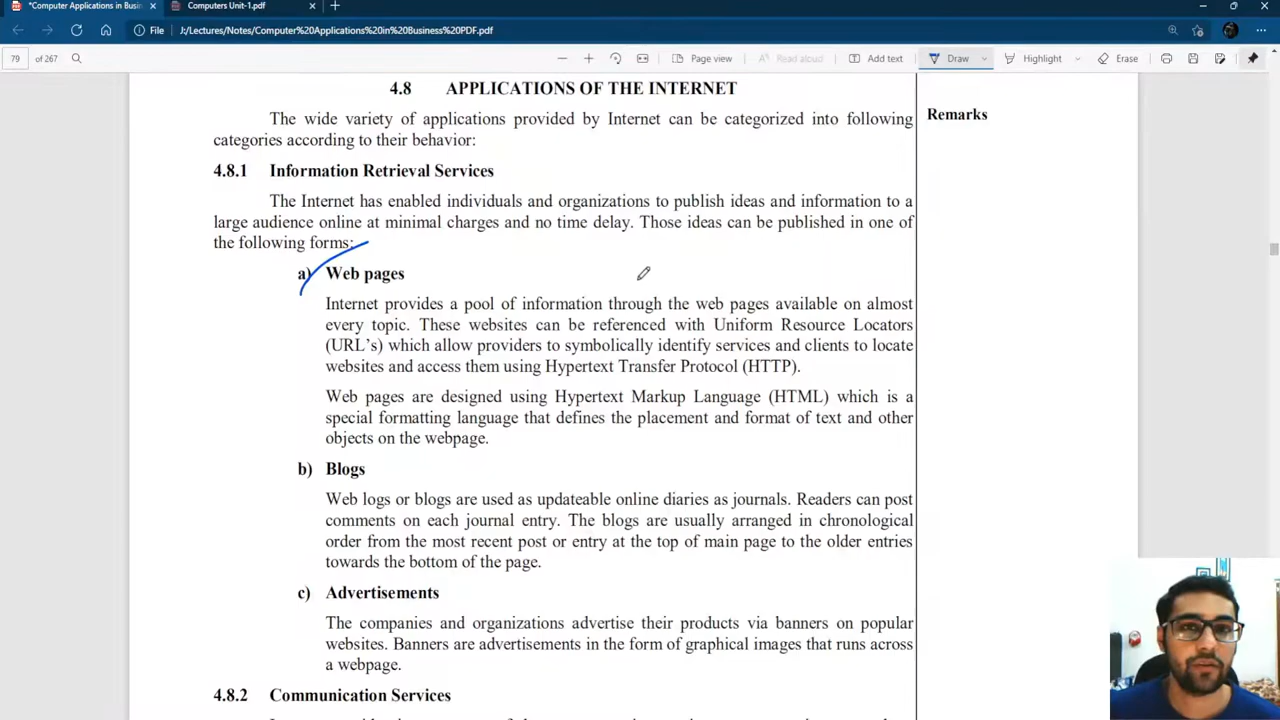 *Computer Applications in Busin
Computers Unit-1.pdf
File
J:/Lectures/Notes/Computer%20Applications%20in%20Business%20PDF.pdf
79 of 267
Page view
Read aloud
Add text
Draw
Highlight
Erase
4.8 APPLICATIONS OF THE INTERNET
Remarks
The wide variety of applications provided by Internet can be categorized into following
categories according to their behavior:
4.8.1 Information Retrieval Services
The Internet has enabled individuals and organizations to publish ideas and information to a
large audience online at minimal charges and no time delay. Those ideas can be published in one of
the following forms:
a) Web pages
Internet provides a pool of information through the web pages available on almost
every topic. These websites can be referenced with Uniform Resource Locators
(URL's) which allow providers to symbolically identify services and clients to locate
websites and access them using Hypertext Transfer Protocol (HTTP).
Web pages are designed using Hypertext Markup Language (HTML) which is a
special formatting language that defines the placement and format of text and other
objects on the webpage.
b) Blogs
Web logs or blogs are used as updateable online diaries as journals. Readers can post
comments on each journal entry. The blogs are usually arranged in chronological
order from the most recent post or entry at the top of main page to the older entries
towards the bottom of the page.
c) Advertisements
The companies and organizations advertise their products via banners on popular
websites. Banners are advertisements in the form of graphical images that runs across
a webpage.
4.8.2 Communication Services